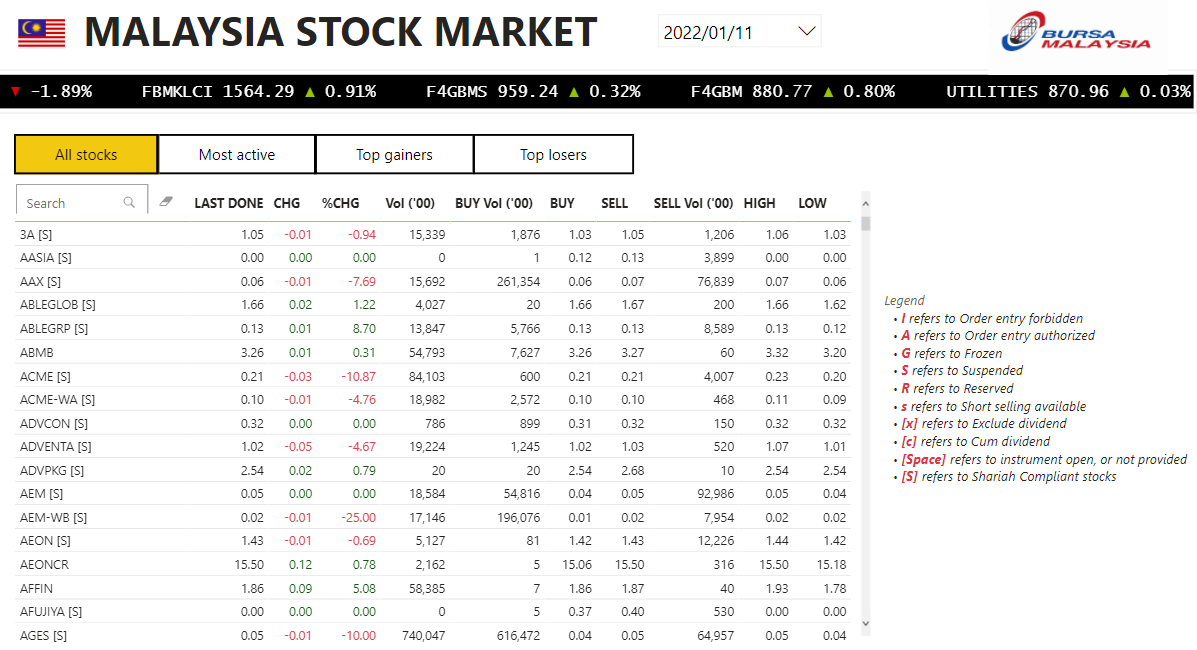 MALAYSIA STOCK MARKET
2022/01/11
BURSA
MALAYSIA
▼ -1.89% FBMKLCI 1564.29 ▲ 0.91% F4GBMS 959.24 ▲ 0.32% F4GBM 880.77 ▲ 0.80% UTILITIES 870.96 ▲ 0.03%
All stocks Most active Top gainers Top losers
Search LAST DONE CHG %CHG Vol ('00) BUY Vol ('00) BUY SELL SELL Vol ('00) HIGH LOW
3A [S] 1.05 -0.01 -0.94 15,339 1,876 1.03 1.05 1,206 1.06 1.03
AASIA [S] 0.00 0.00 0.00 0 1 0.12 0.13 3,899 0.00 0.00
AAX [S] 0.06 -0.01 -7.69 15,692 261,354 0.06 0.07 76,839 0.07 0.06
ABLEGLOB [S] 1.66 0.02 1.22 4,027 20 1.66 1.67 200 1.66 1.62
ABLEGRP [S] 0.13 0.01 8.70 13,847 5,766 0.13 0.13 8,589 0.13 0.12
ABMB 3.26 0.01 0.31 54,793 7,627 3.26 3.27 60 3.32 3.20
ACME [S] 0.21 -0.03 -10.87 84,103 600 0.21 0.21 4,007 0.23 0.20
ACME-WA [S] 0.10 -0.01 -4.76 18,982 2,572 0.10 0.10 468 0.11 0.09
ADVCON [S] 0.32 0.00 0.00 786 899 0.31 0.32 150 0.32 0.32
ADVENTA [S] 1.02 -0.05 -4.67 19,224 1,245 1.02 1.03 520 1.07 1.01
ADVPKG [S] 2.54 0.02 0.79 20 20 2.54 2.68 10 2.54 2.54
AEM [S] 0.05 0.00 0.00 18,584 54,816 0.04 0.05 92,986 0.05 0.04
AEM-WB [S] 0.02 -0.01 -25.00 17,146 196,076 0.01 0.02 7,954 0.02 0.02
AEON [S] 1.43 -0.01 -0.69 5,127 81 1.42 1.43 12,226 1.44 1.42
AEONCR 15.50 0.12 0.78 2,162 5 15.06 15.50 316 15.50 15.18
AFFIN 1.86 0.09 5.08 58,385 7 1.86 1.87 40 1.93 1.78
AFUJIYA [S] 0.00 0.00 0.00 0 5 0.37 0.40 530 0.00 0.00
AGES [S] 0.05 -0.01 -10.00 740,047 616,472 0.04 0.05 64,957 0.05 0.04
Legend
• I refers to Order entry forbidden
• A refers to Order entry authorized
• G refers to Frozen
• S refers to Suspended
• R refers to Reserved
• s refers to Short selling available
• [x] refers to Exclude dividend
• [c] refers to Cum dividend
• [Space] refers to instrument open, or not provided
• [S] refers to Shariah Compliant stocks